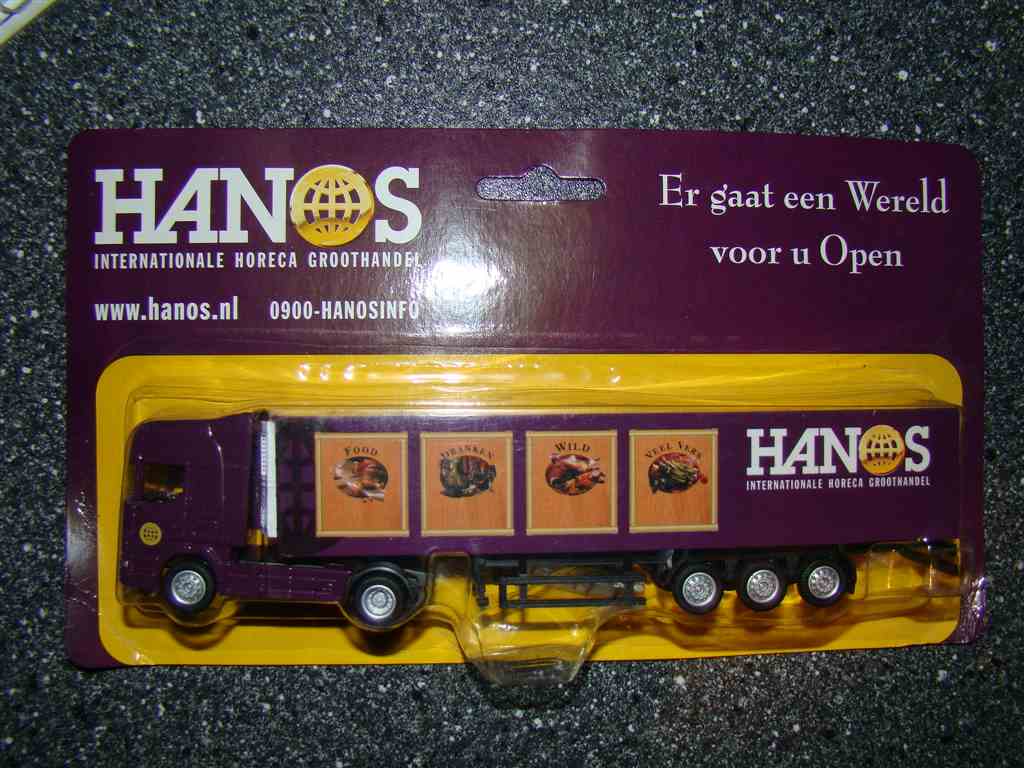 HANOS
INTERNATIONALE HORECA GROOTHANDEL
www.hanos.nl 0900-HANOSINFO
Er gaat een Wereld
voor u Open
FOOD
DRANKEN
WILD
VEEL VERS
HANOS
INTERNATIONALE HORECA GROOTHANDEL